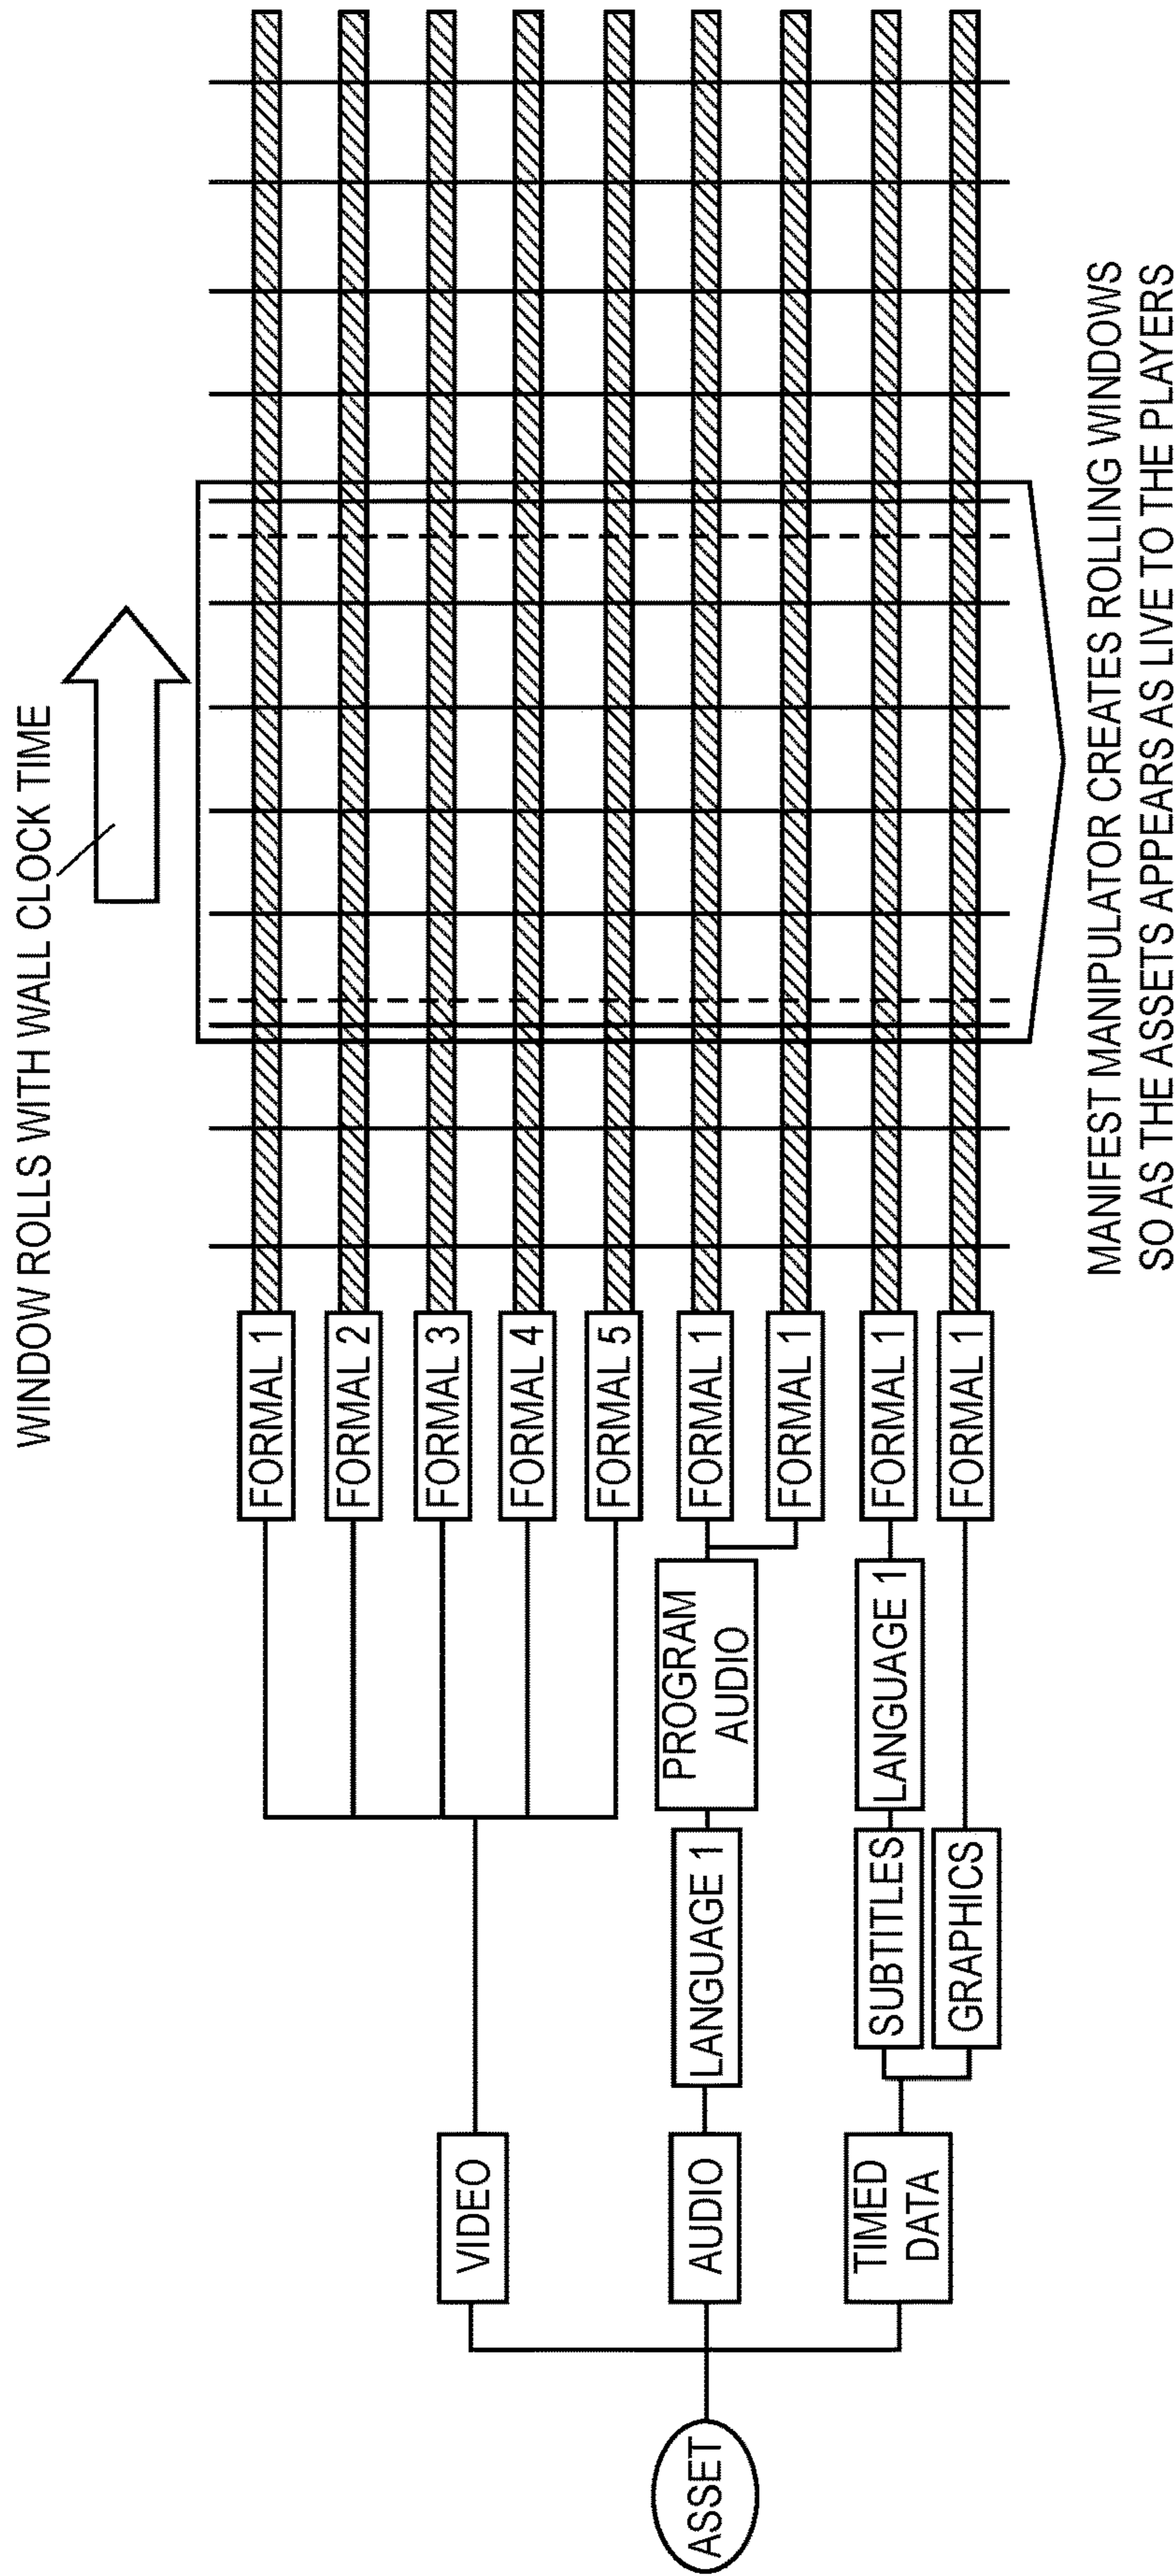 WINDOW ROLLS WITH WALL CLOCK TIME
ASSET
VIDEO
FORMAL 1
FORMAL 2
FORMAL 3
FORMAL 4
FORMAL 5
AUDIO
LANGUAGE 1
PROGRAM
AUDIO
FORMAL 1
FORMAL 1
TIMED
DATA
SUBTITLES
LANGUAGE 1
FORMAL 1
GRAPHICS
FORMAL 1
MANIFEST MANIPULATOR CREATES ROLLING WINDOWS
SO AS THE ASSETS APPEARS AS LIVE TO THE PLAYERS